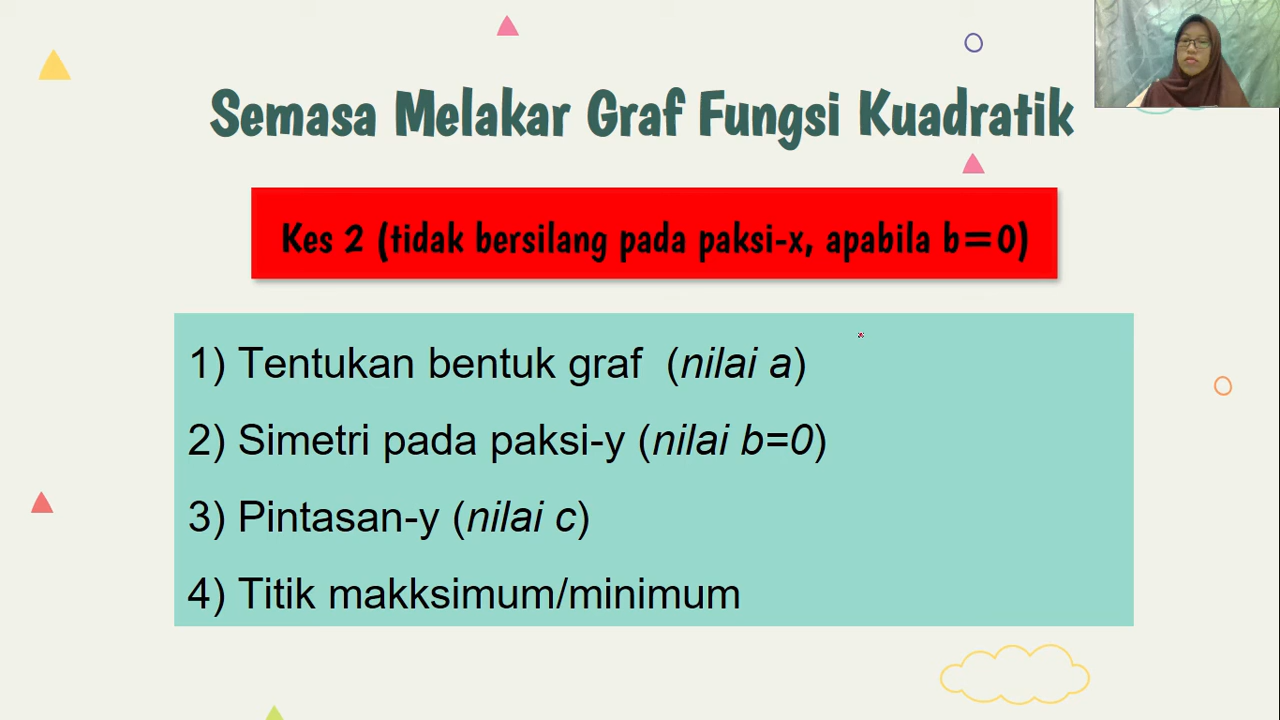 Semasa Melakar Graf Fungsi Kuadratik
Kes 2 (tidak bersilang pada paksi-x, apabila b=0)
1) Tentukan bentuk graf (nilai a)
2) Simetri pada paksi-y (nilai b=0)
3) Pintasan-y (nilai c)
4) Titik makksimum/minimum